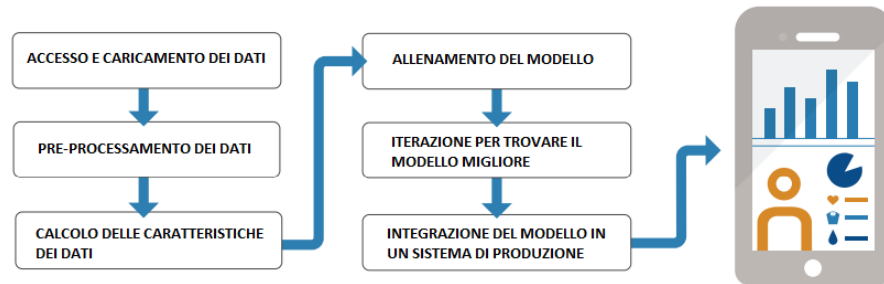 ACCESSO E CARICAMENTO DEI DATI
PRE-PROCESSAMENTO DEI DATI
CALCOLO DELLE CARATTERISTICHE
DEI DATI
ALLENAMENTO DEL MODELLO
ITERAZIONE PER TROVARE IL
MODELLO MIGLIORE
INTEGRAZIONE DEL MODELLO IN
UN SISTEMA DI PRODUZIONE